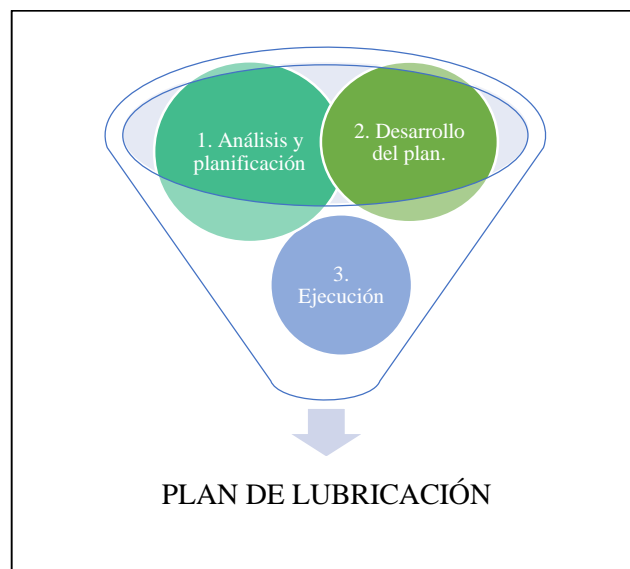 1. Análisis y
planificación
2. Desarrollo
del plan.
3.
Ejecución
PLAN DE LUBRICACIÓN